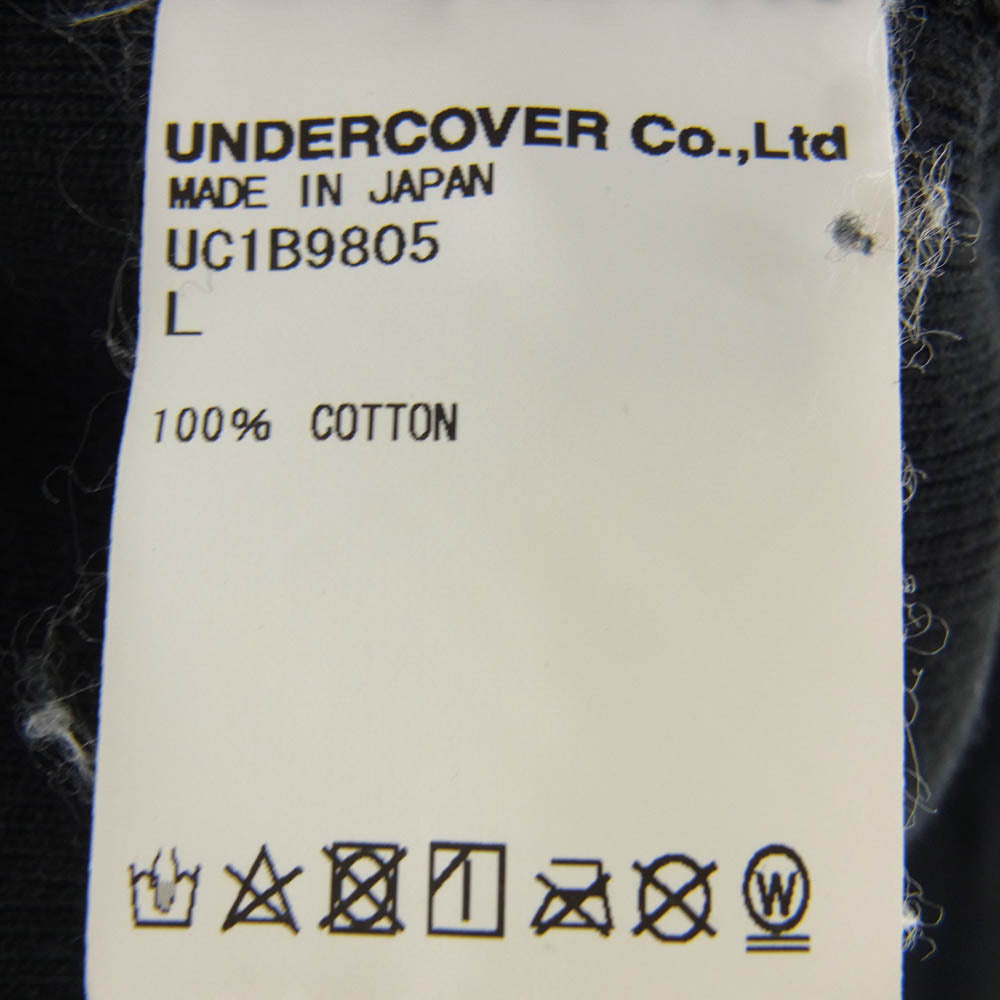 UNDERCOVER Co.,Ltd
MADE IN JAPAN
UC1B9805
L
100% COTTON
W